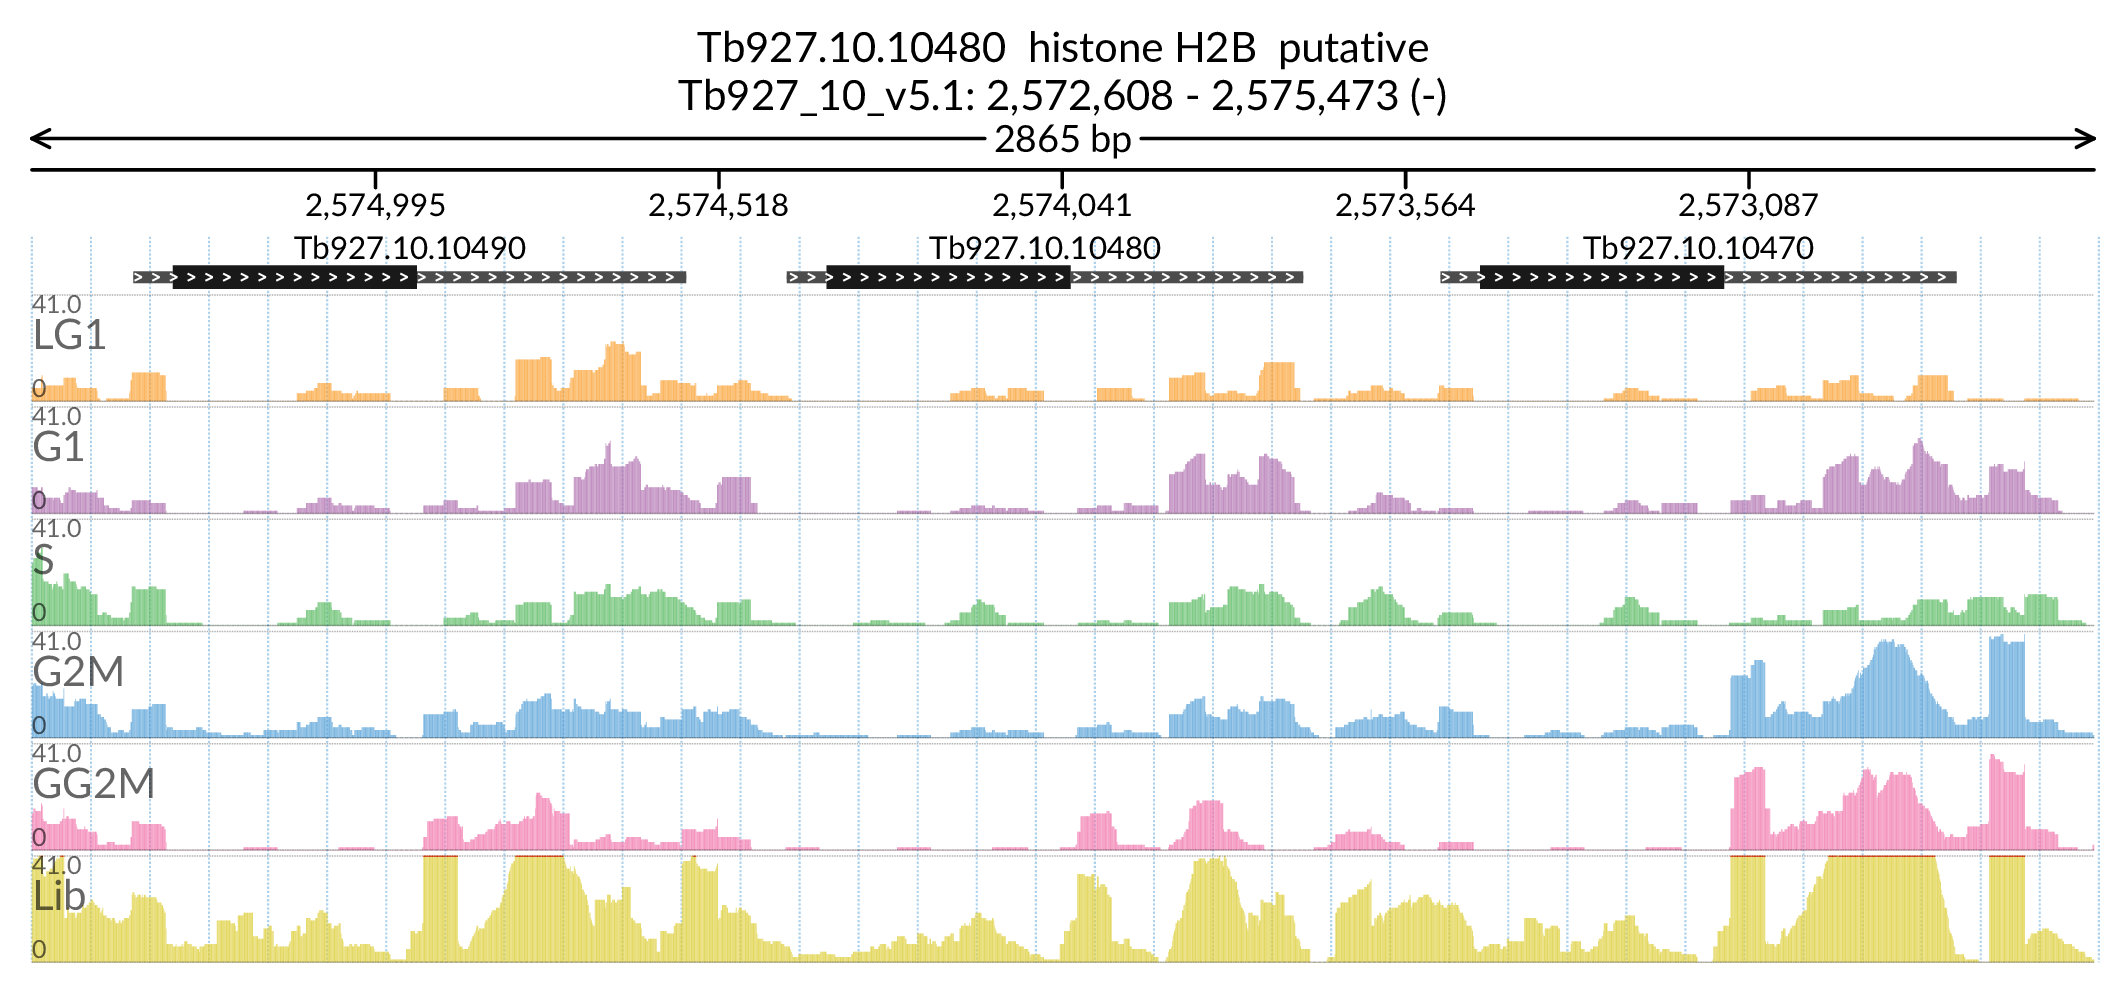 Tb927.10.10480  histone H2B  putative
Tb927_10_v5.1: 2,572,608 - 2,575,473 (-)
2865 bp
2,574,995 2,574,518 2,574,041 2,573,564 2,573,087
Tb927.10.10490 Tb927.10.10480 Tb927.10.10470
41.0
LG1
0
41.0
G1
0
41.0
S
0
41.0
G2M
0
41.0
GG2M
0
41.0
Lib
0